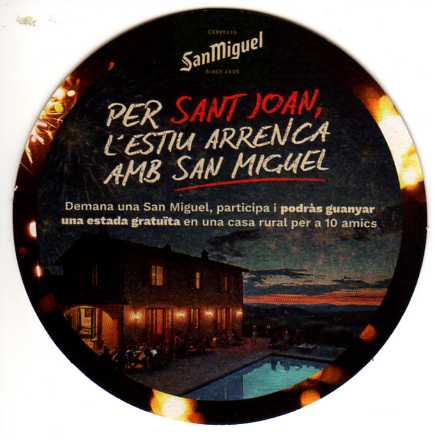 CERVEZA
San Miguel
SINCE 1890
PER SANT JOAN,
L'ESTIU ARRENCA
AMB SAN MIGUEL
Demana una San Miguel, participa i podràs guanyar
una estada gratuïta en una casa rural per a 10 amics